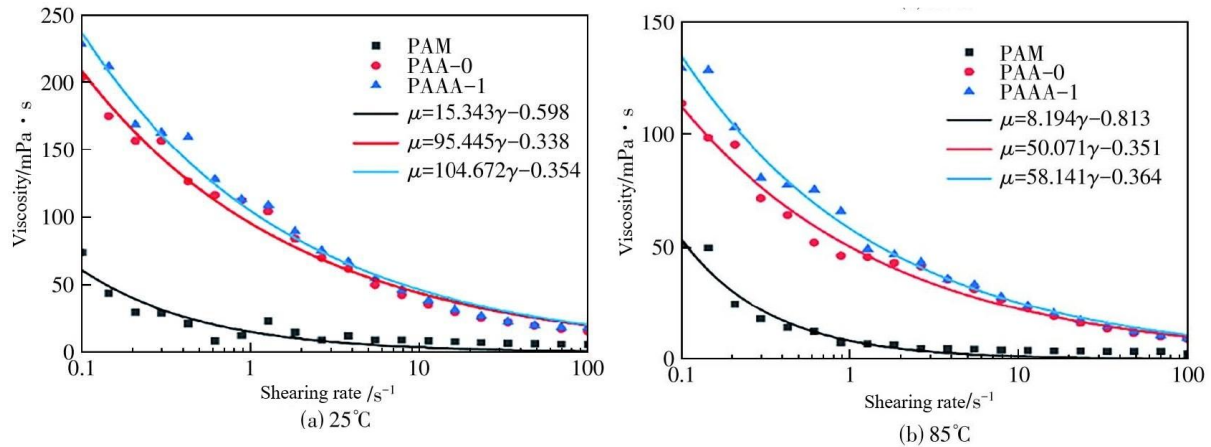 250
200
150
100
50
0
0.1
1
10
100
Viscosity/mPa・s
PAM
PAA-0
PAAA-1
μ=15.343γ−0.598
μ=95.445γ−0.338
μ=104.672γ−0.354
Shearing rate /s⁻¹
(a) 25℃
150
100
50
0
0.1
1
10
100
Viscosity/mPa・s
PAM
PAA-0
PAAA-1
μ=8.194γ−0.813
μ=50.071γ−0.351
μ=58.141γ−0.364
Shearing rate/s⁻¹
(b) 85℃